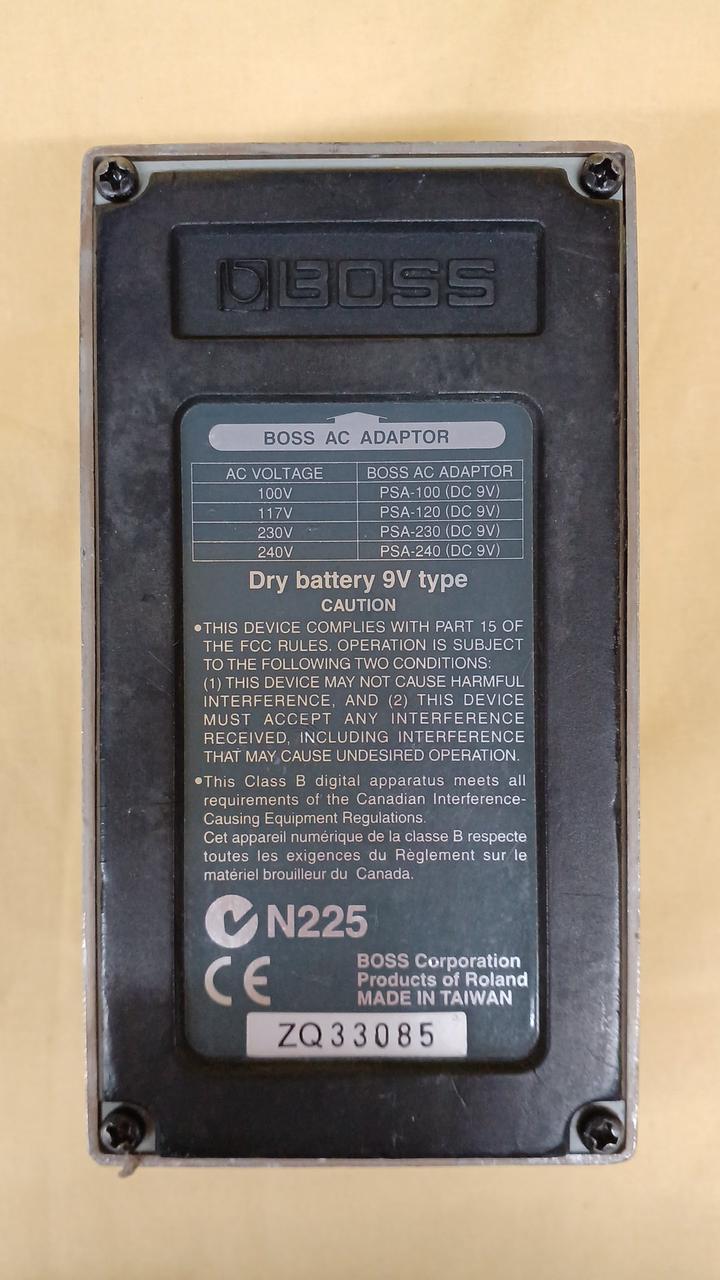 BOSS
BOSS AC ADAPTOR
AC VOLTAGE BOSS AC ADAPTOR
100V PSA-100 (DC 9V)
117V PSA-120 (DC 9V)
230V PSA-230 (DC 9V)
240V PSA-240 (DC 9V)
Dry battery 9V type
CAUTION
•THIS DEVICE COMPLIES WITH PART 15 OF
THE FCC RULES. OPERATION IS SUBJECT
TO THE FOLLOWING TWO CONDITIONS:
(1) THIS DEVICE MAY NOT CAUSE HARMFUL
INTERFERENCE, AND (2) THIS DEVICE
MUST ACCEPT ANY INTERFERENCE
RECEIVED, INCLUDING INTERFERENCE
THAT MAY CAUSE UNDESIRED OPERATION.
•This Class B digital apparatus meets all
requirements of the Canadian Interference-
Causing Equipment Regulations.
Cet appareil numérique de la classe B respecte
toutes les exigences du Règlement sur le
matériel brouilleur du Canada.
N225
CE
BOSS Corporation
Products of Roland
MADE IN TAIWAN
ZQ33085